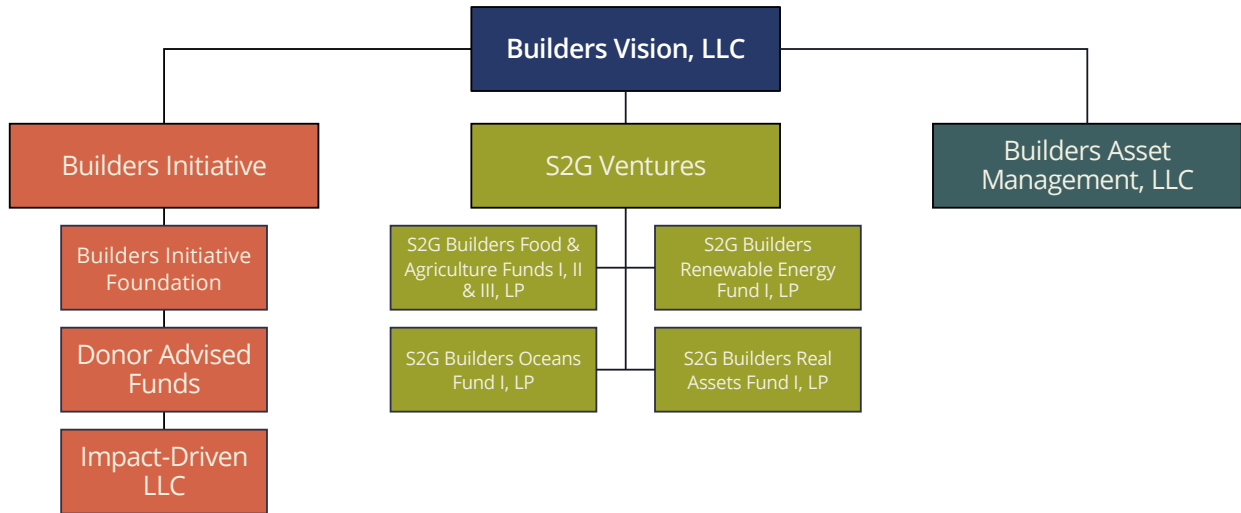 Builders Vision, LLC
Builders Initiative
S2G Ventures
Builders Asset
Management, LLC
Builders Initiative
Foundation
Donor Advised
Funds
Impact-Driven
LLC
S2G Builders Food &
Agriculture Funds I, II
& III, LP
S2G Builders
Renewable Energy
Fund I, LP
S2G Builders Oceans
Fund I, LP
S2G Builders Real
Assets Fund I, LP